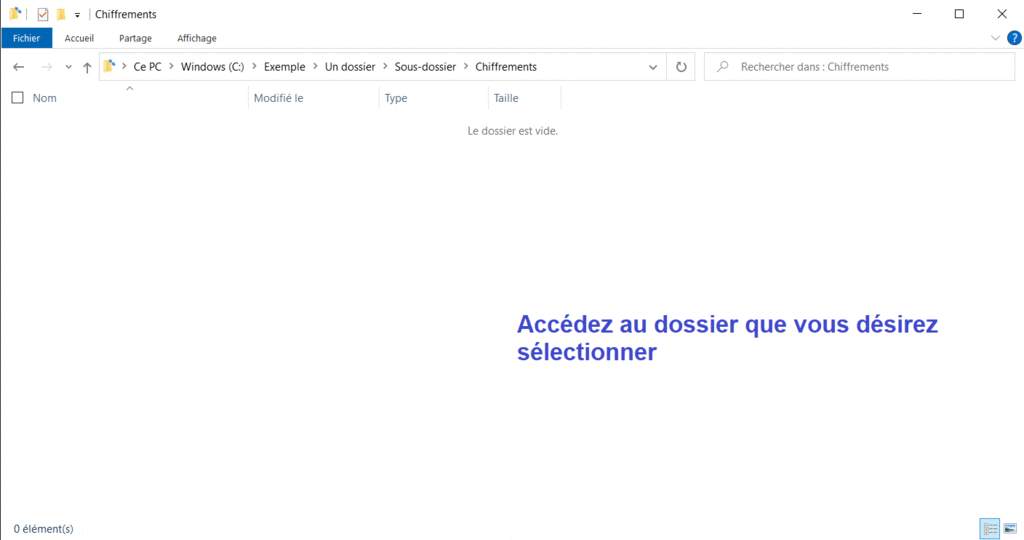 Chiffrements
Fichier Accueil Partage Affichage
Ce PC Windows (C:) Exemple Un dossier Sous-dossier Chiffrements Rechercher dans : Chiffrements
Nom Modifié le Type Taille
Le dossier est vide.
Accédez au dossier que vous désirez
sélectionner
0 élément(s)